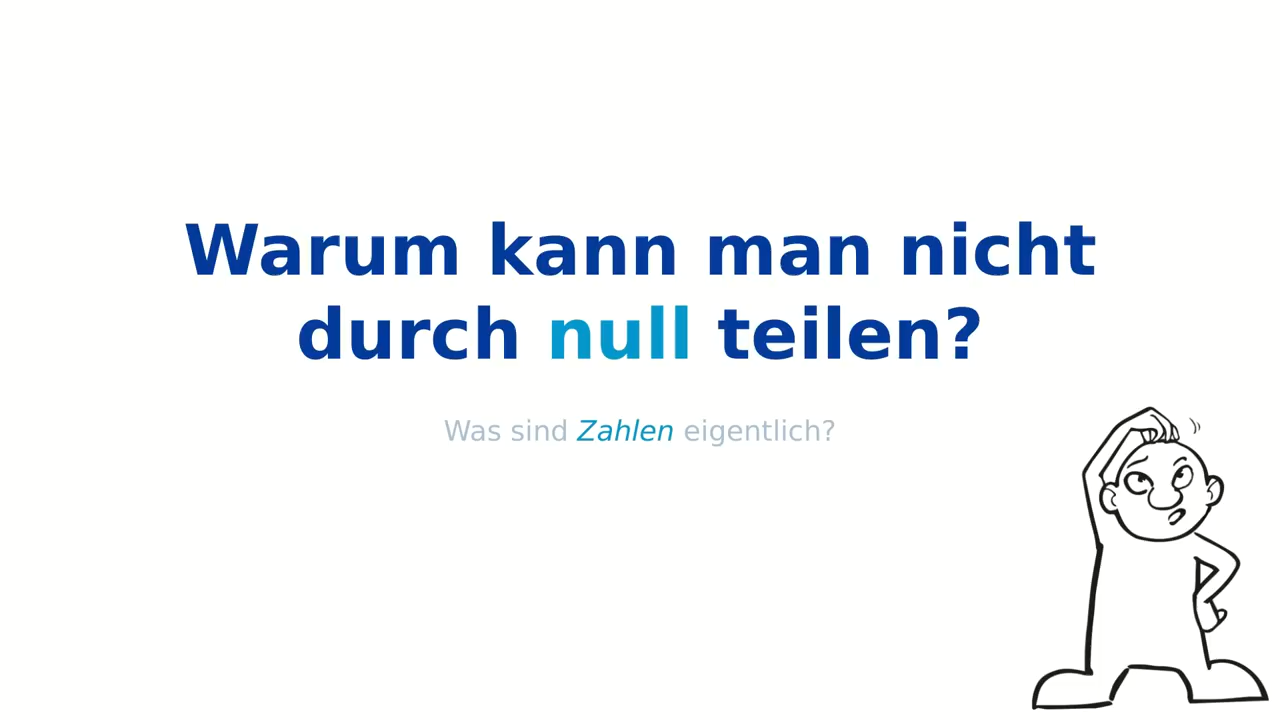 Warum kann man nicht
durch null teilen?
Was sind Zahlen eigentlich?